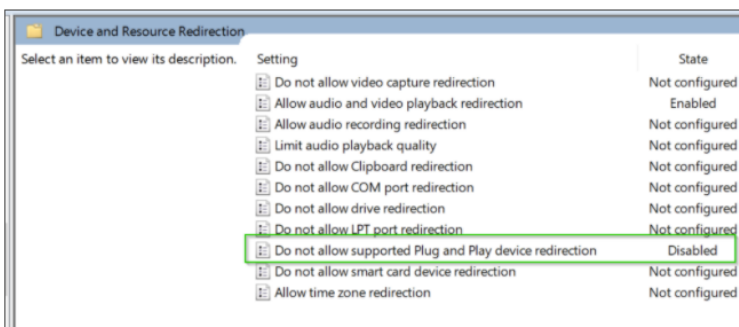 Device and Resource Redirection
Select an item to view its description.
Setting State
Do not allow video capture redirection Not configured
Allow audio and video playback redirection Enabled
Allow audio recording redirection Not configured
Limit audio playback quality Not configured
Do not allow Clipboard redirection Not configured
Do not allow COM port redirection Not configured
Do not allow drive redirection Not configured
Do not allow LPT port redirection Not configured
Do not allow supported Plug and Play device redirection Disabled
Do not allow smart card device redirection Not configured
Allow time zone redirection Not configured